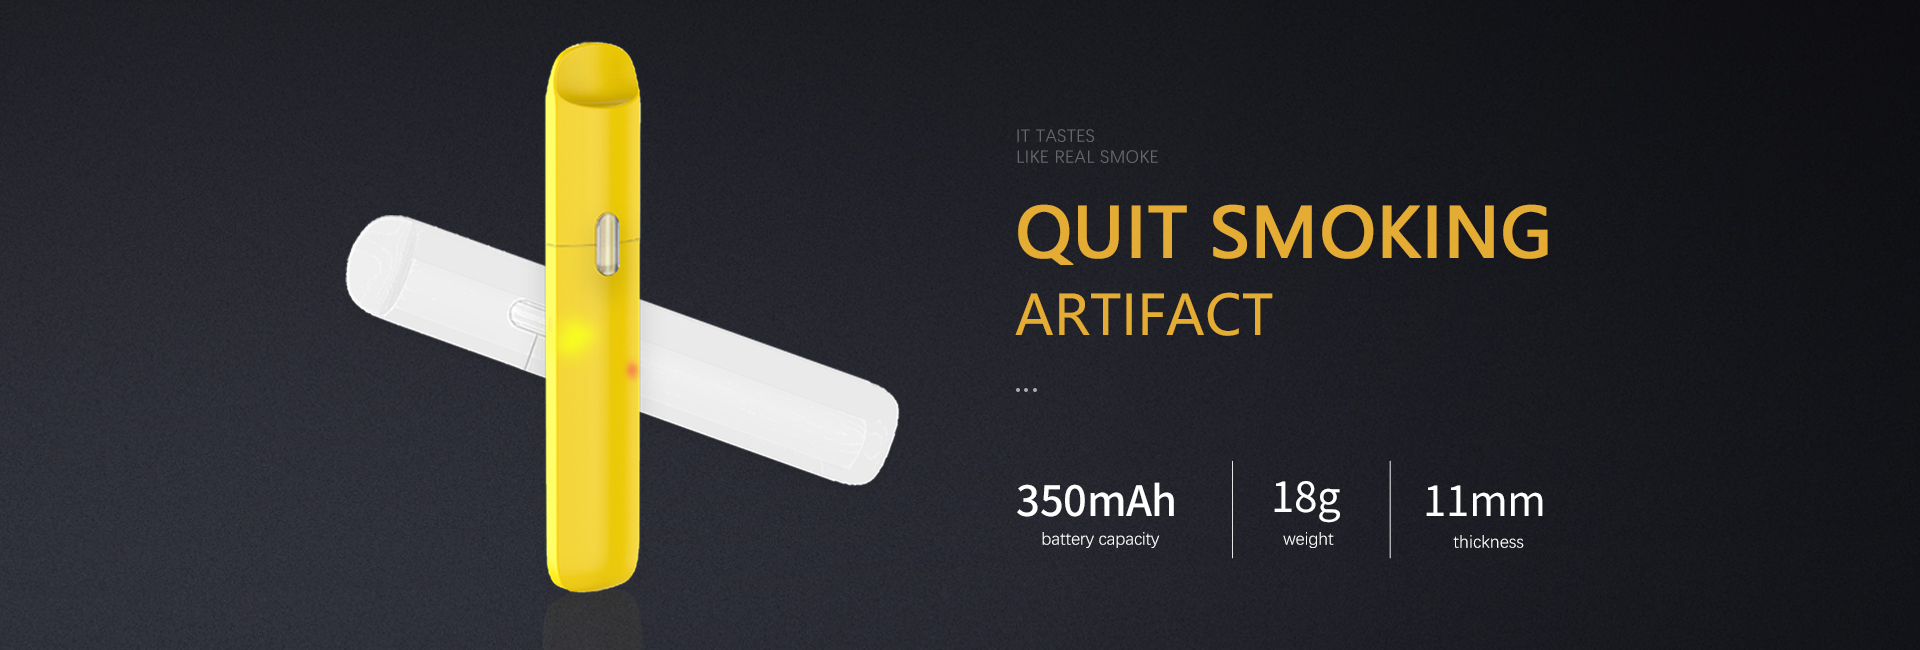 IT TASTES
LIKE REAL SMOKE
QUIT SMOKING
ARTIFACT
...
350mAh
battery capacity
18g
weight
11mm
thickness